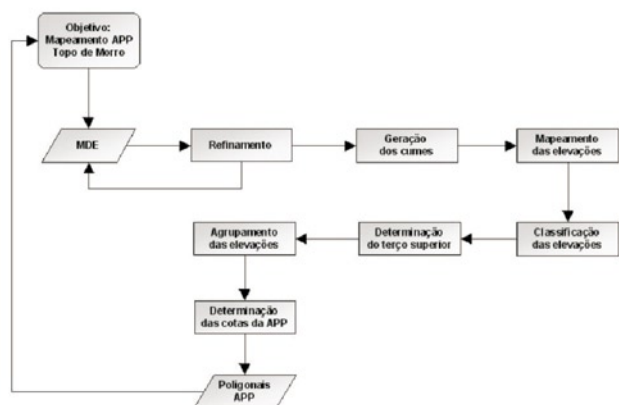 Objetivo:
Mapeamento APP
Topo de Morro
MDE
Refinamento
Geração
dos cumes
Mapeamento
das elevações
Agrupamento
das elevações
Determinação
do terço superior
Classificação
das elevações
Determinação
das cotas da APP
Poligonais
APP